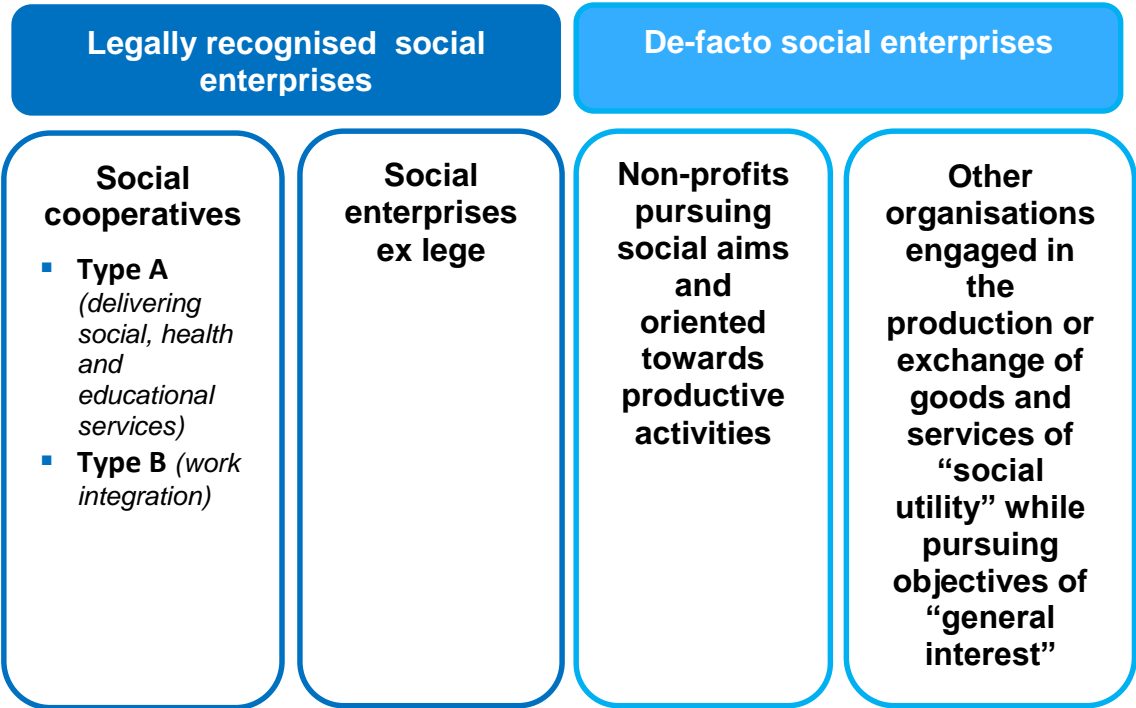 Legally recognised social
enterprises
De-facto social enterprises
Social
cooperatives
Type A
(delivering
social, health
and
educational
services)
Type B (work
integration)
Social
enterprises
ex lege
Non-profits
pursuing
social aims
and
oriented
towards
productive
activities
Other
organisations
engaged in
the
production or
exchange of
goods and
services of
“social
utility” while
pursuing
objectives of
“general
interest”